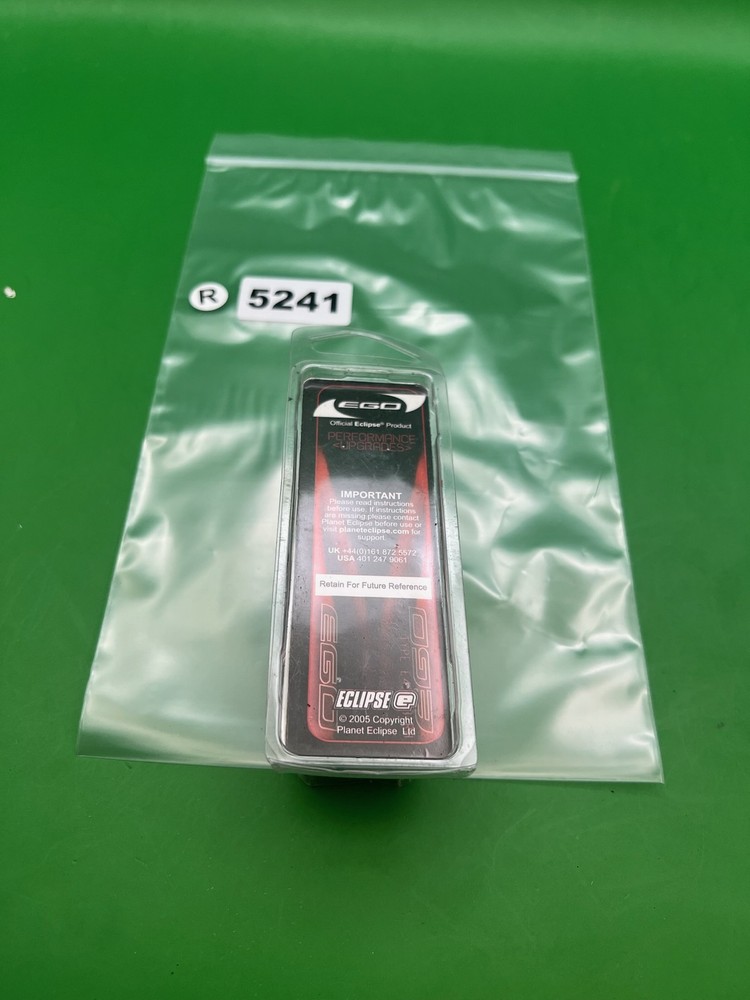 R
5241
EGO
Official Eclipse® Product
PERFORMANCE
<UPGRADES>
IMPORTANT
Please read instructions
before use. If instructions
are missing please contact
Planet Eclipse before use or
visit planeteclipse.com for
support.
UK +44(0)161 872 5572
USA 401 247 9061
Retain For Future Reference
EGO
EGO
ECLIPSE e
© 2005 Copyright
Planet Eclipse Ltd